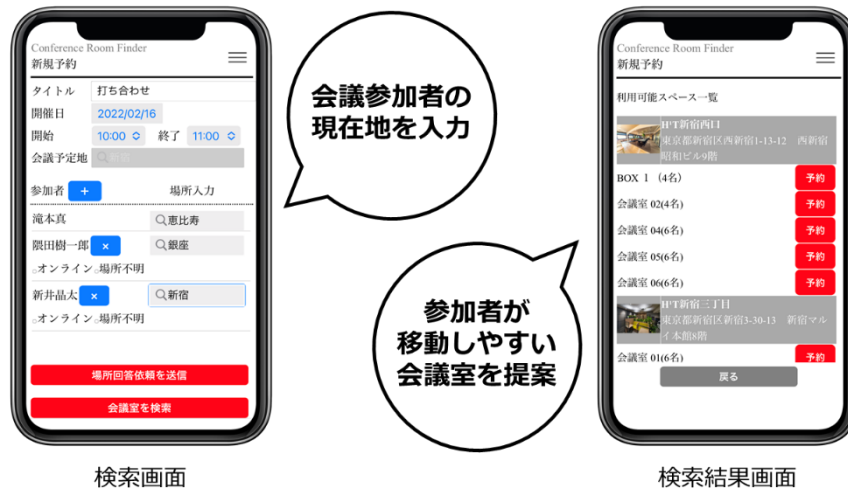 Conference Room Finder
新規予約
タイトル 打ち合わせ
開催日 2022/02/16
開始 10:00 終了 11:00
会議予定地 新宿
参加者 + 場所入力
滝本真 恵比寿
隈田樹一郎 × 銀座
オンライン 場所不明
新井晶太 × 新宿
オンライン 場所不明
場所回答依頼を送信
会議室を検索
検索画面
会議参加者の
現在地を入力
参加者が
移動しやすい
会議室を提案
Conference Room Finder
新規予約
利用可能スペース一覧
H¹T新宿西口
東京都新宿区西新宿1-13-12 西新宿
昭和ビル9階
BOX 1 (4名) 予約
会議室 02(4名) 予約
会議室 04(6名) 予約
会議室 05(6名) 予約
会議室 06(6名) 予約
H¹T新宿三丁目
東京都新宿区新宿3-30-13 新宿マル
イ本館8階
会議室 01(6名) 予約
戻る
検索結果画面